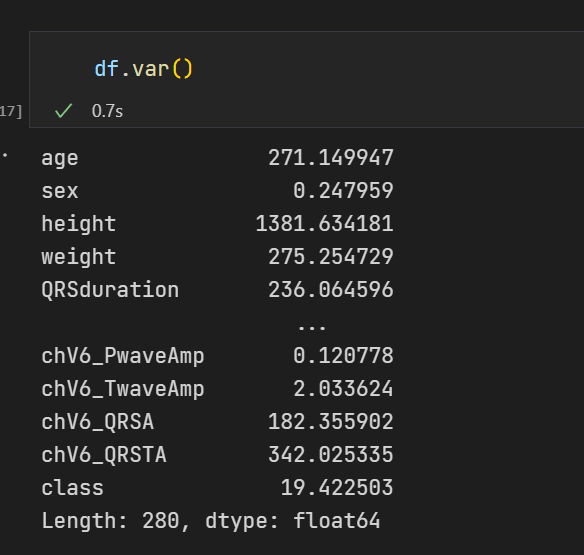 df.var()
17]
0.7s
age 271.149947
sex 0.247959
height 1381.634181
weight 275.254729
QRSduration 236.064596
...
chV6_PwaveAmp 0.120778
chV6_TwaveAmp 2.033624
chV6_QRSA 182.355902
chV6_QRSTA 342.025335
class 19.422503
Length: 280, dtype: float64